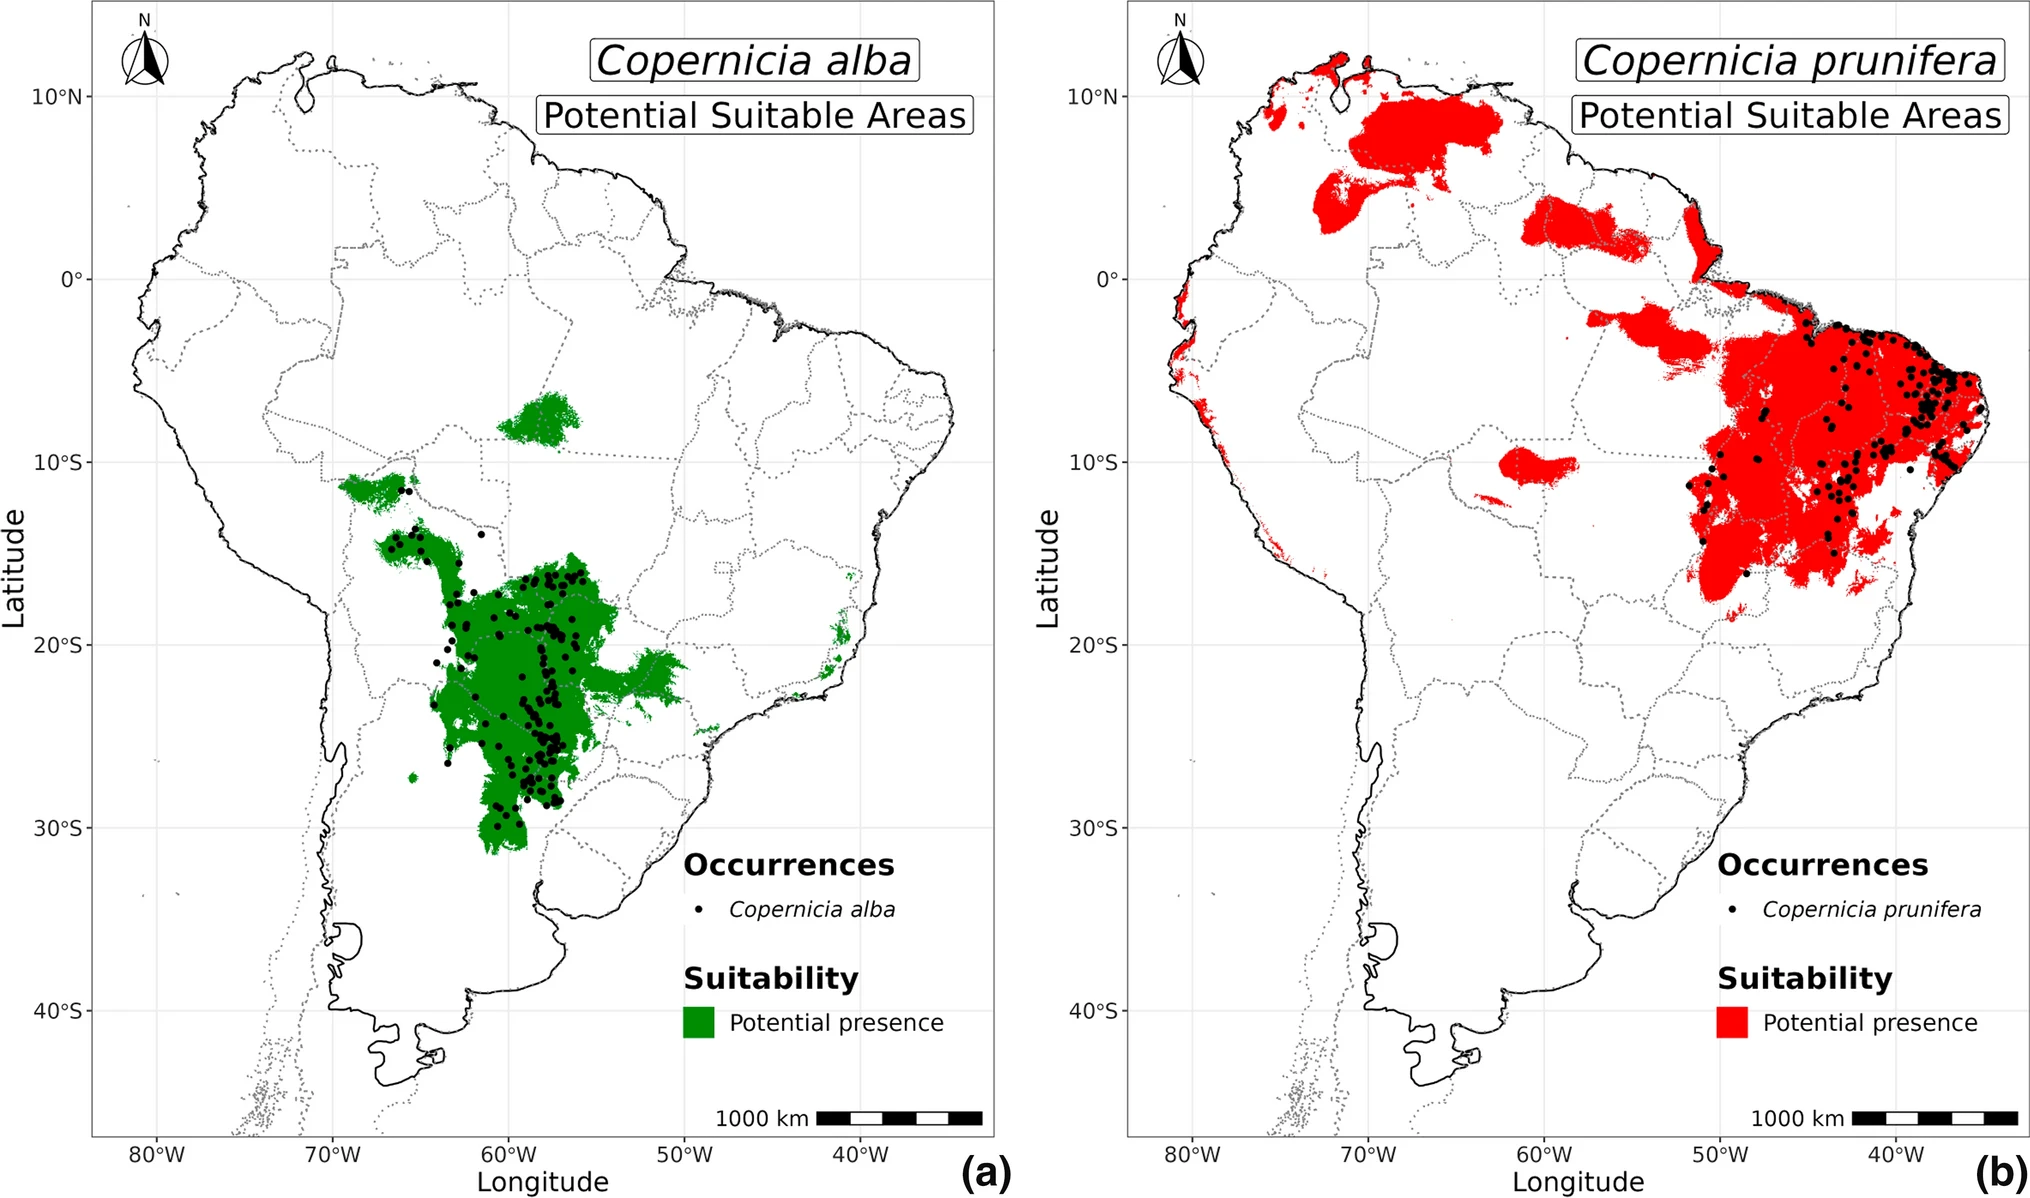 N
Copernicia alba
Potential Suitable Areas
10°N
0°
10°S
20°S
30°S
40°S
Latitude
Occurrences
Copernicia alba
Suitability
Potential presence
1000 km
80°W
70°W
60°W
50°W
40°W
Longitude
(a)
N
Copernicia prunifera
Potential Suitable Areas
10°N
0°
10°S
20°S
30°S
40°S
Latitude
Occurrences
Copernicia prunifera
Suitability
Potential presence
1000 km
80°W
70°W
60°W
50°W
40°W
Longitude
(b)